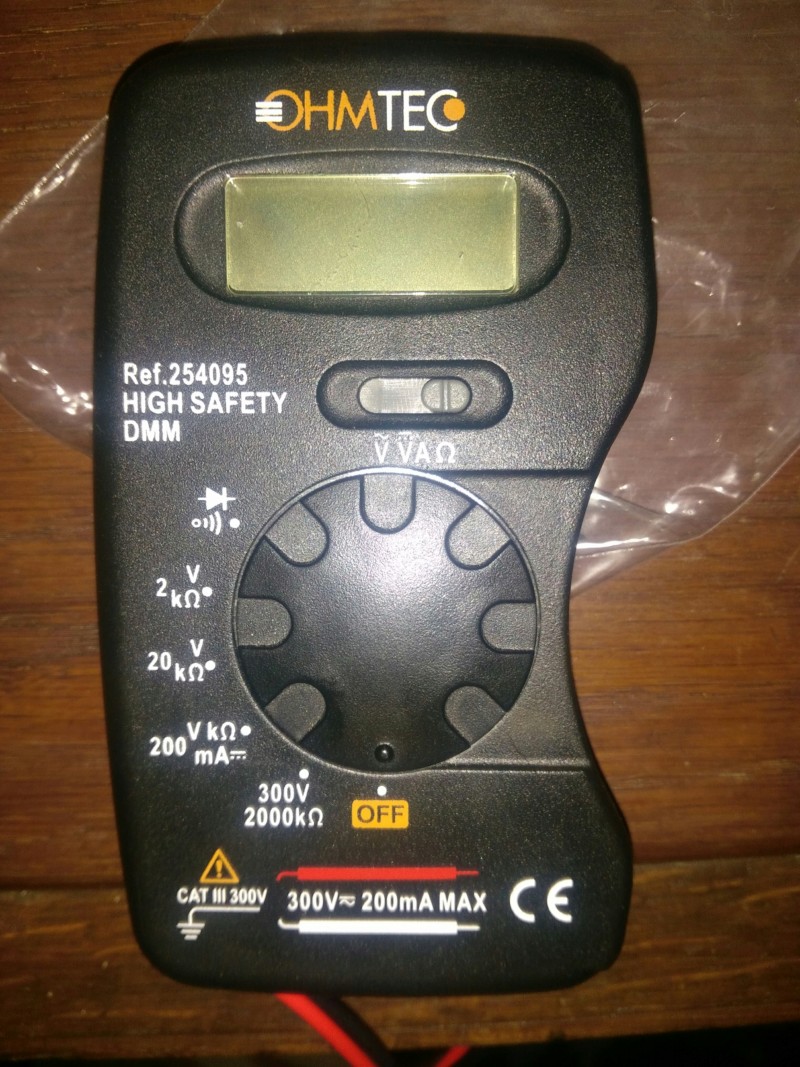 OHMTEC
Ref.254095
HIGH SAFETY
DMM
Ṽ V⎓ A Ω
2 V
kΩ
20 V
kΩ
200 V kΩ
mA⎓
300V
2000kΩ
OFF
CAT III 300V
300V⏦ 200mA MAX
CE